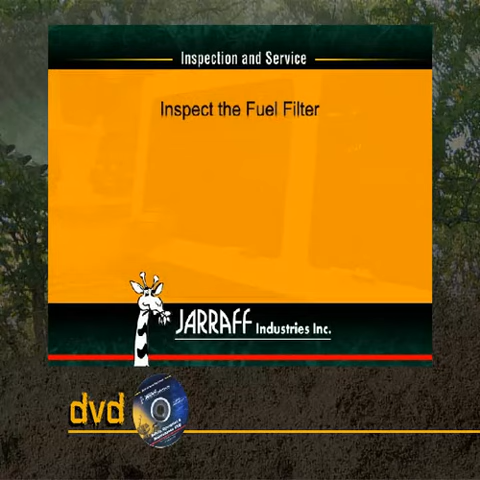 Inspection and Service
Inspect the Fuel Filter
JARRAFF Industries Inc.
dvd